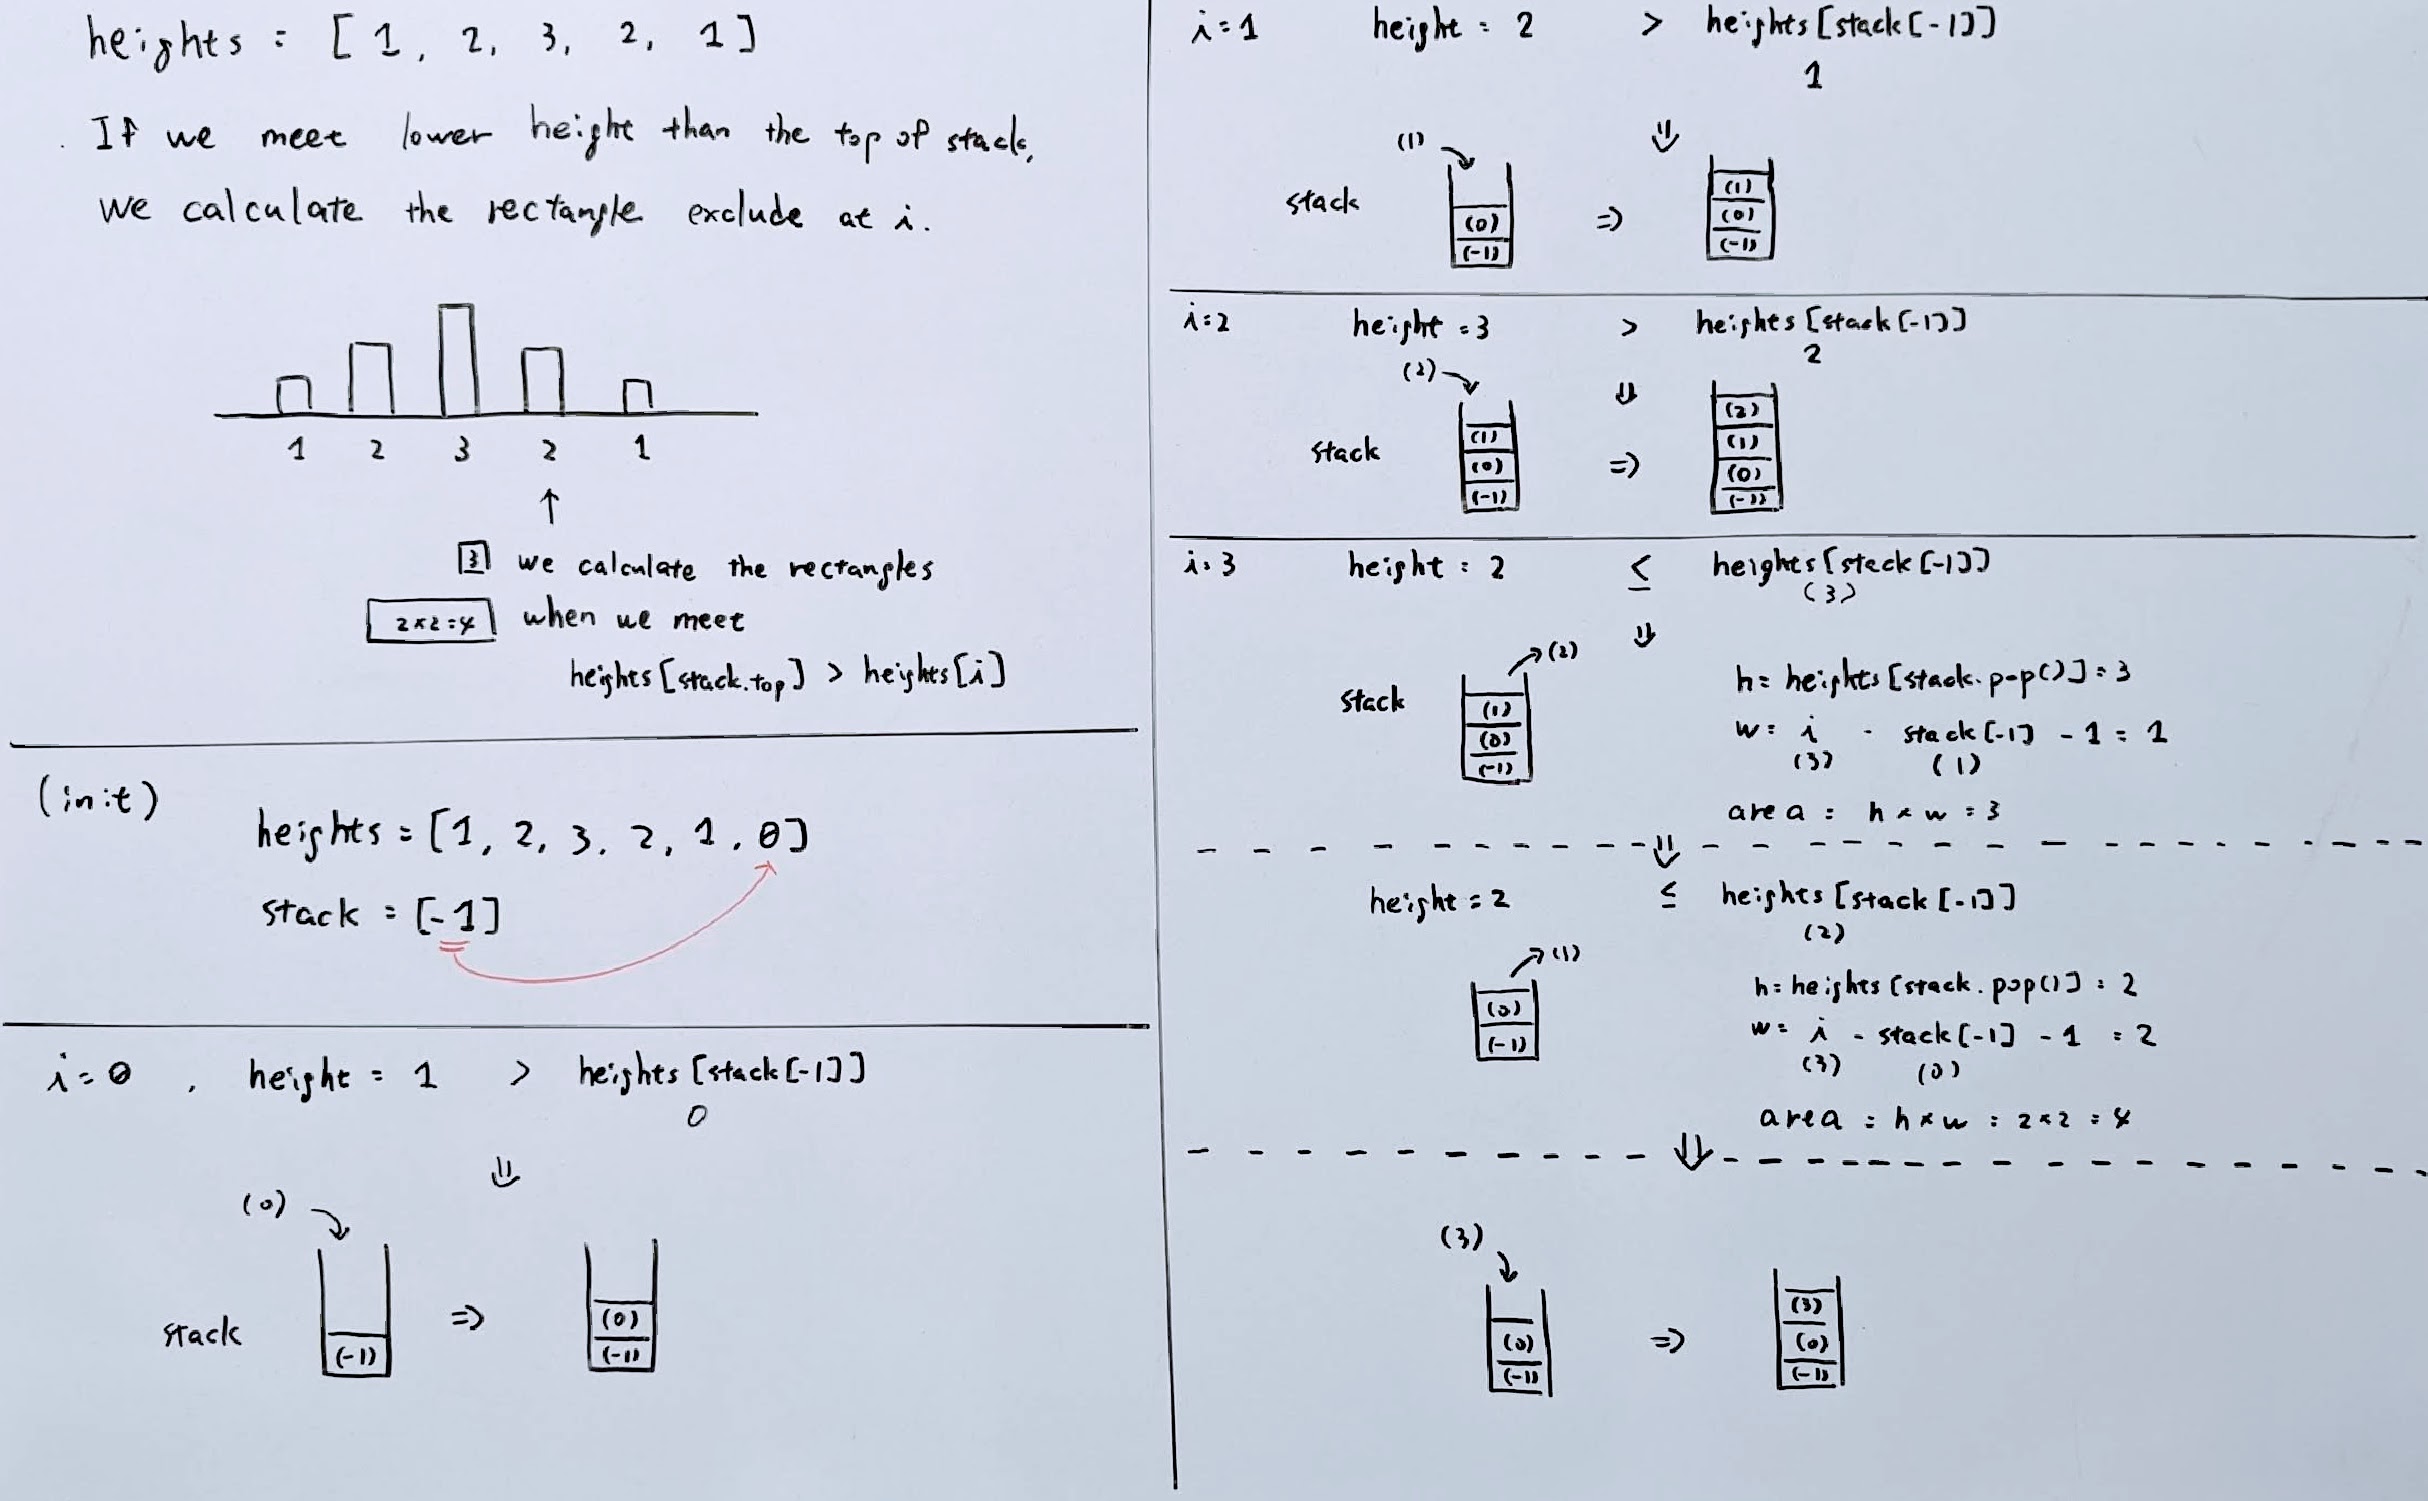 heights = [ 1, 2, 3, 2, 1 ]
. If we meet lower height than the top of stack,
we calculate the rectangle exclude at i.
1 2 3 2 1
↑
3 we calculate the rectangles
2×2=4 when we meet
heights [stack.top] > heights [i]
(init)
heights = [1, 2, 3, 2, 1, 0]
stack = [-1]
i=0 , height = 1 > heights [stack[-1]]
0
⇓
(0)
stack (-1) ⇒ (0)
(-1)
i=1 height = 2 > heights [stack[-1]]
1
(1) ⇓
stack (0) ⇒ (1)
(-1) (0)
(-1)
i=2 height = 3 > heights [stack[-1]]
2
(2) ⇓
stack (1) ⇒ (2)
(0) (1)
(-1) (0)
(-1)
i=3 height = 2 ≤ heights [stack[-1]]
(3)
⇓
(2)
stack (1)
(0)
(-1)
h= heights [stack.pop()] = 3
w= i - stack[-1] - 1 = 1
(3) (1)
area = h × w = 3
⇓
height = 2 ≤ heights [stack[-1]]
(2)
(1)
(0)
(-1)
h= heights [stack.pop()] = 2
w= i - stack[-1] - 1 = 2
(3) (0)
area = h × w = 2×2 = 4
⇓
(3)
(0) ⇒ (3)
(-1) (0)
(-1)